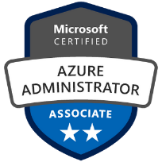 Microsoft
CERTIFIED
AZURE
ADMINISTRATOR
ASSOCIATE